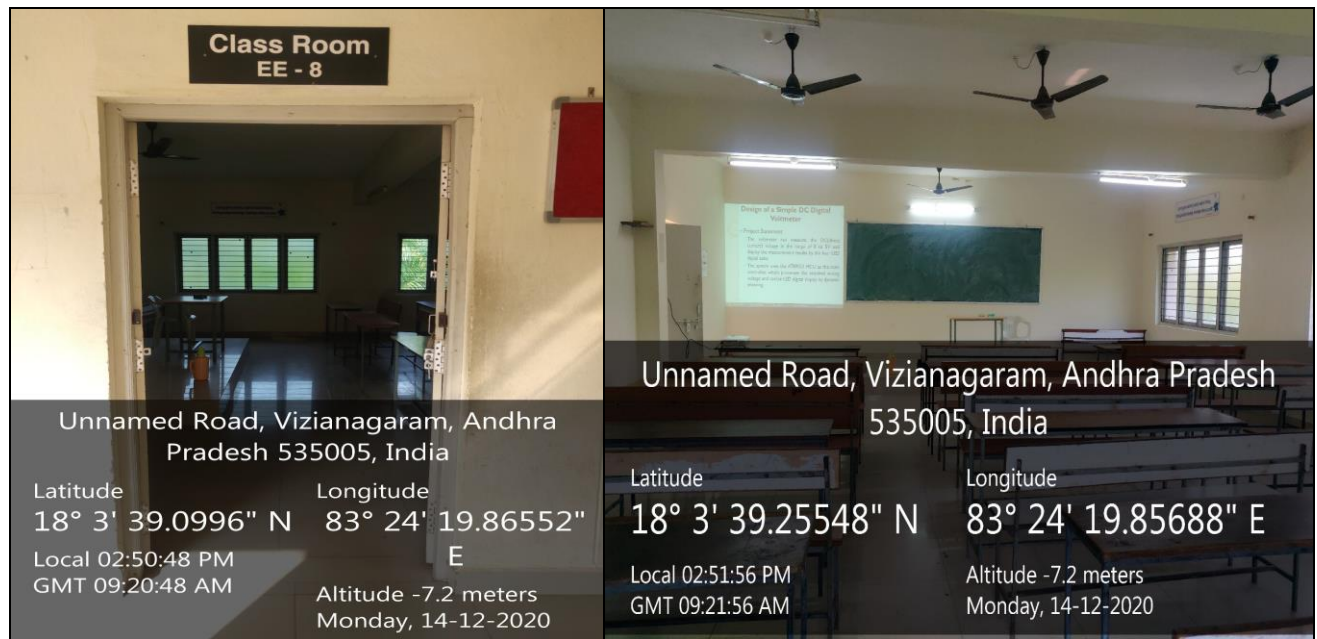 Class Room
EE - 8
Unnamed Road, Vizianagaram, Andhra
Pradesh 535005, India
Latitude
18° 3' 39.0996" N
Longitude
83° 24' 19.86552"
E
Local 02:50:48 PM
GMT 09:20:48 AM
Altitude -7.2 meters
Monday, 14-12-2020
Design of a Simple DC Digital
Voltmeter
Project Statement
Unnamed Road, Vizianagaram, Andhra Pradesh
535005, India
Latitude
18° 3' 39.25548" N
Longitude
83° 24' 19.85688" E
Local 02:51:56 PM
GMT 09:21:56 AM
Altitude -7.2 meters
Monday, 14-12-2020